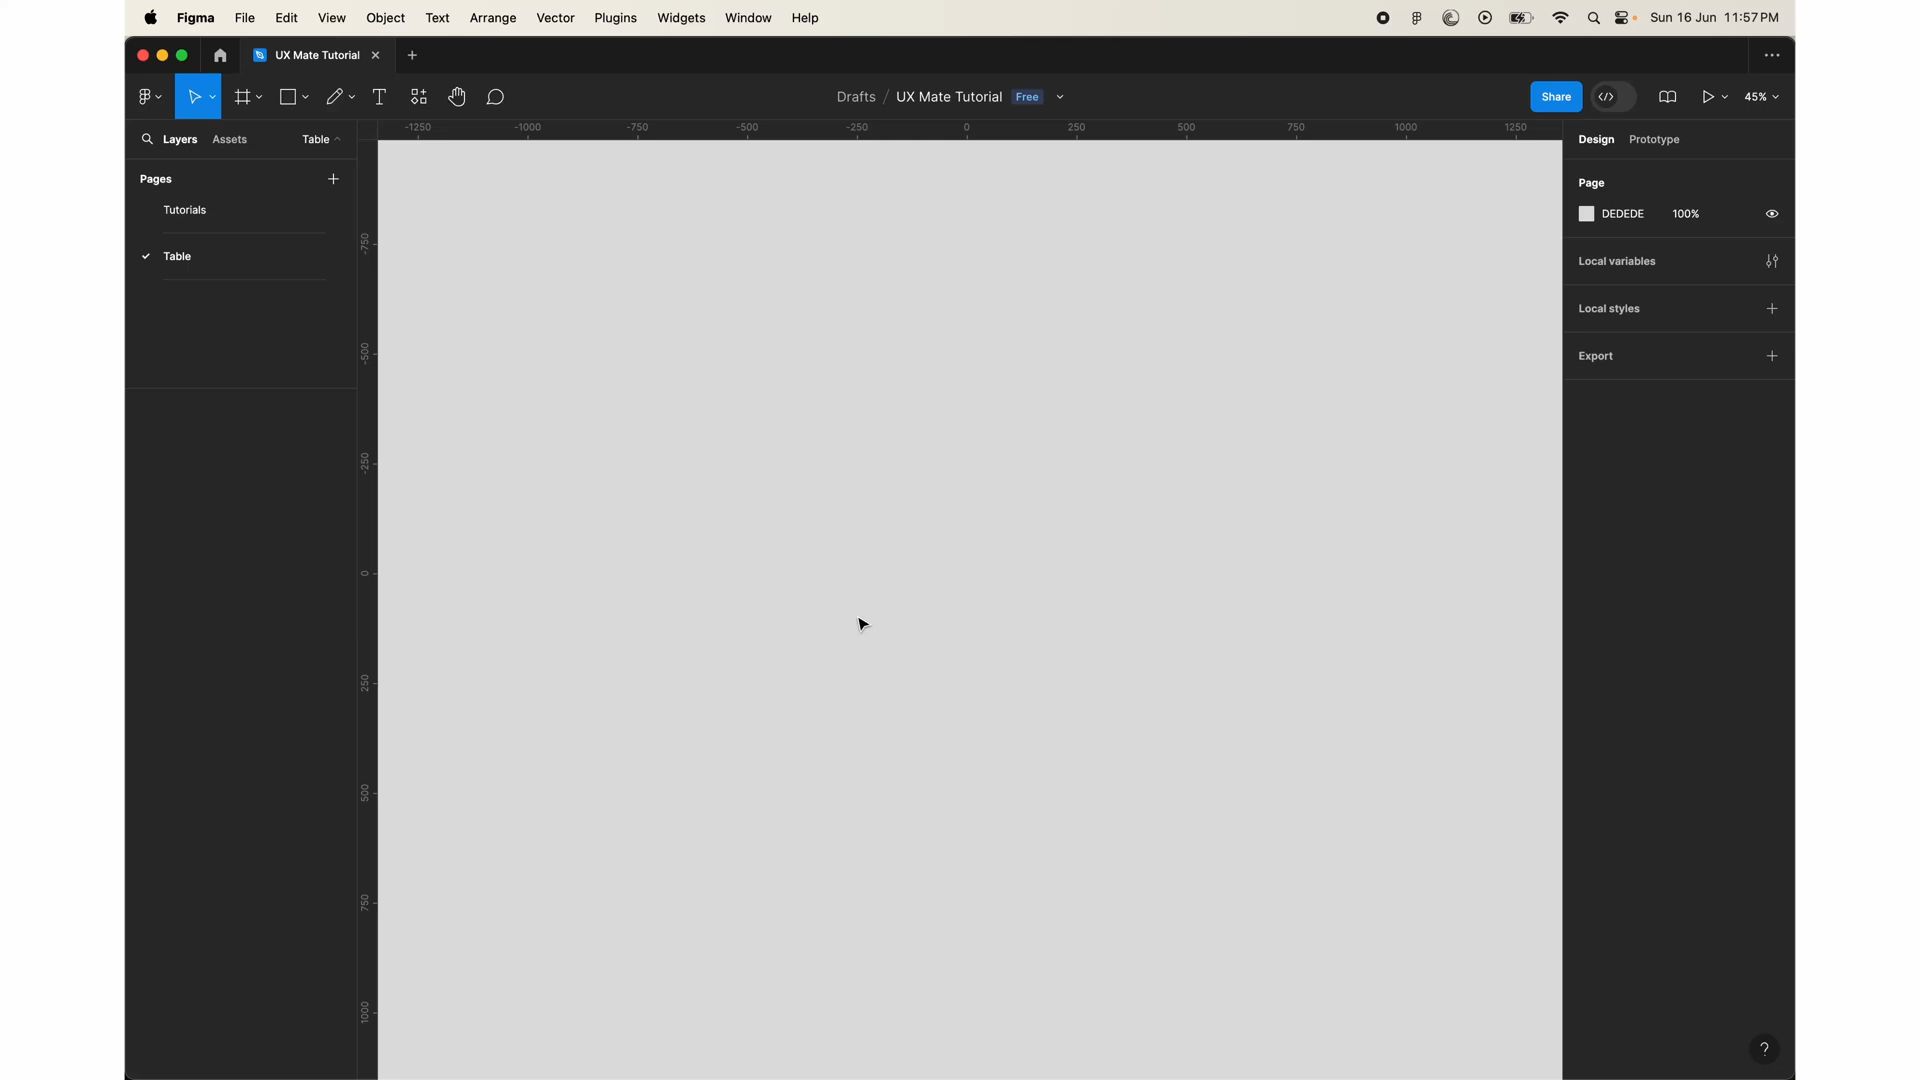 Figma File Edit View Object Text Arrange Vector Plugins Widgets Window Help Sun 16 Jun 11:57 PM
UX Mate Tutorial
Drafts / UX Mate Tutorial Free Share 45%
Layers Assets Table
Pages
Tutorials
Table
-1250 -1000 -750 -500 -250 0 250 500 750 1000 1250
-750
-500
-250
0
250
500
750
1000
Design Prototype
Page
DEDEDE 100%
Local variables
Local styles
Export
?